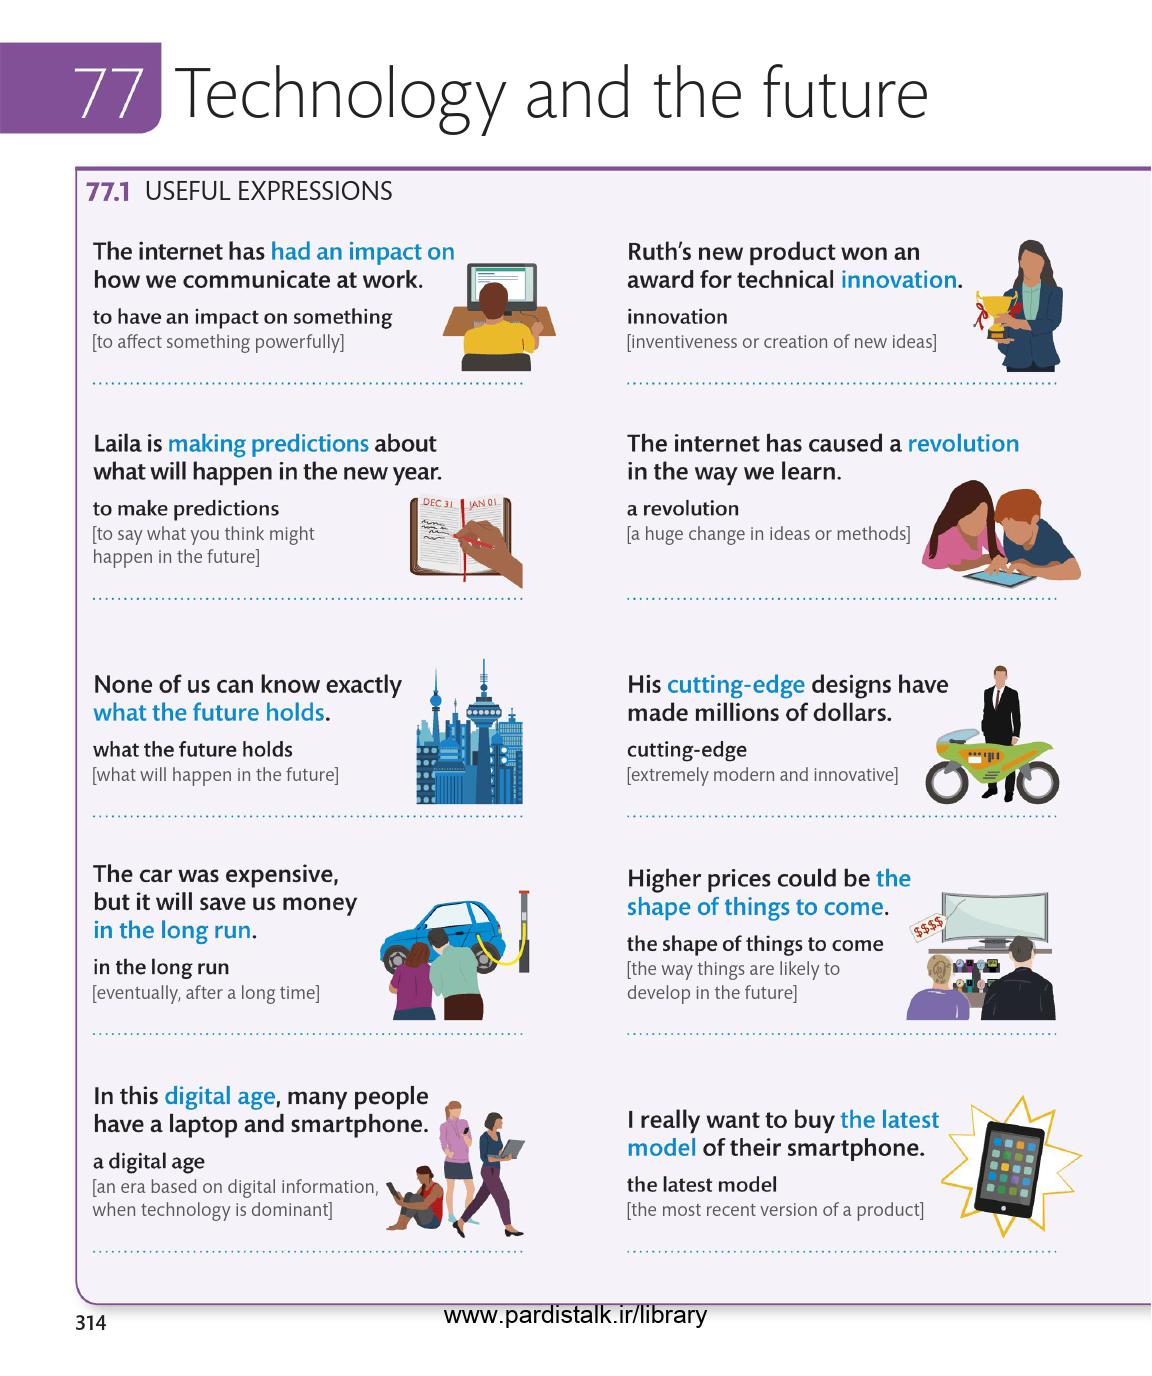 77 Technology and the future
77.1 USEFUL EXPRESSIONS
The internet has had an impact on
how we communicate at work.
to have an impact on something
[to affect something powerfully]
Laila is making predictions about
what will happen in the new year.
to make predictions
[to say what you think might
happen in the future]
DEC 31 JAN 01
None of us can know exactly
what the future holds.
what the future holds
[what will happen in the future]
The car was expensive,
but it will save us money
in the long run.
in the long run
[eventually, after a long time]
In this digital age, many people
have a laptop and smartphone.
a digital age
[an era based on digital information,
when technology is dominant]
Ruth's new product won an
award for technical innovation.
innovation
[inventiveness or creation of new ideas]
The internet has caused a revolution
in the way we learn.
a revolution
[a huge change in ideas or methods]
His cutting-edge designs have
made millions of dollars.
cutting-edge
[extremely modern and innovative]
Higher prices could be the
shape of things to come.
the shape of things to come
[the way things are likely to
develop in the future]
$$$$
I really want to buy the latest
model of their smartphone.
the latest model
[the most recent version of a product]
314
www.pardistalk.ir/library